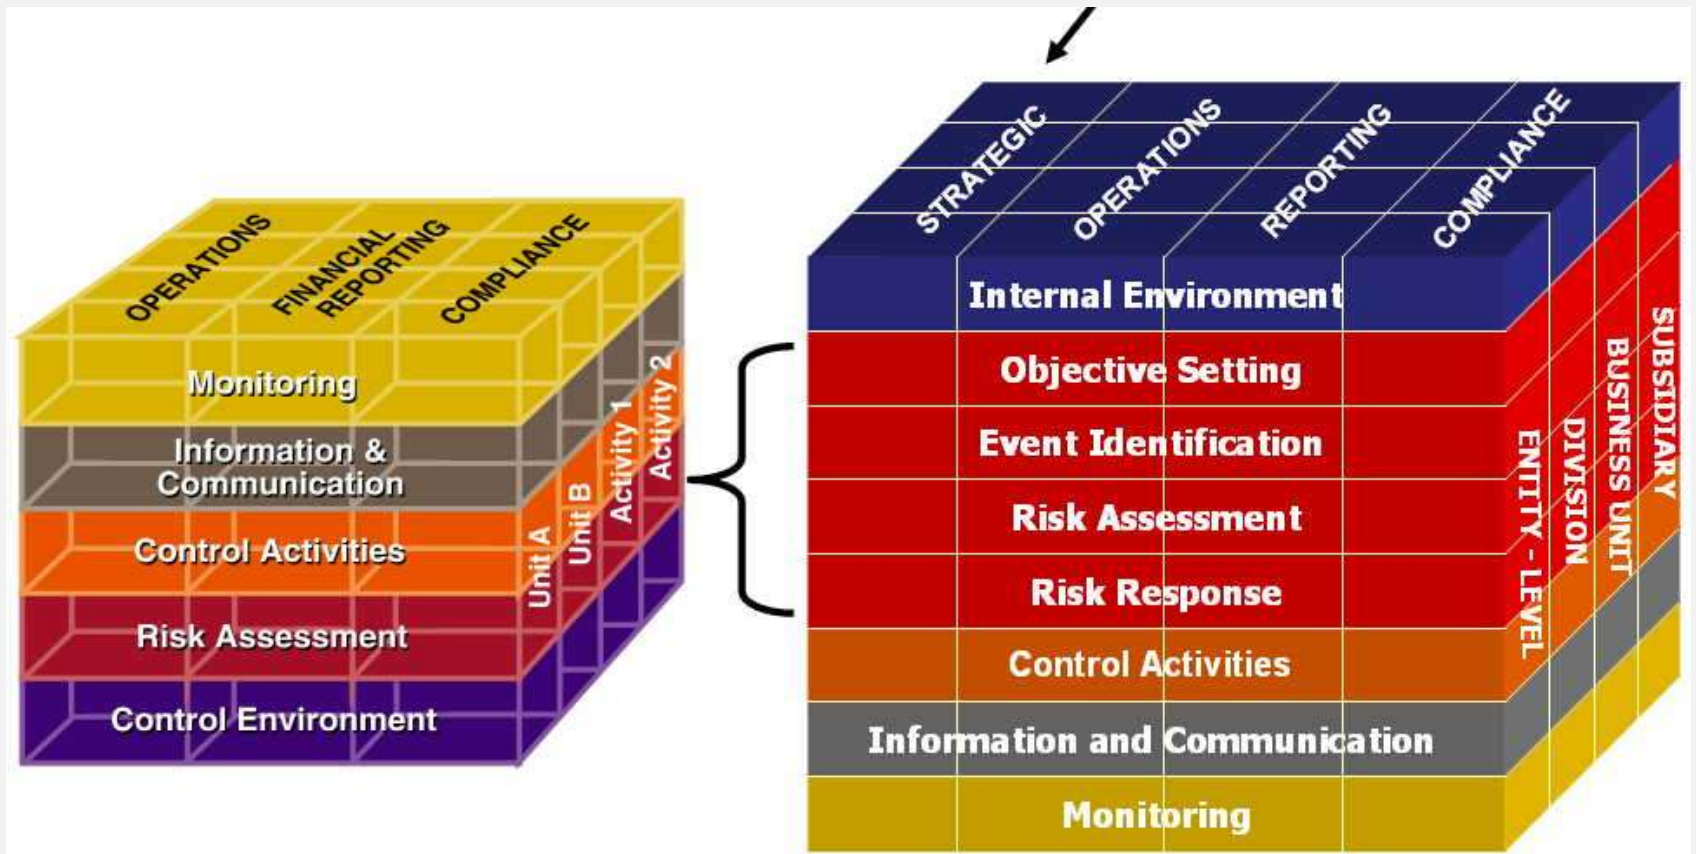 OPERATIONS
FINANCIAL
REPORTING
COMPLIANCE
Monitoring
Information &
Communication
Control Activities
Risk Assessment
Control Environment
Unit A
Unit B
Activity 1
Activity 2
STRATEGIC
OPERATIONS
REPORTING
COMPLIANCE
Internal Environment
Objective Setting
Event Identification
Risk Assessment
Risk Response
Control Activities
Information and Communication
Monitoring
ENTITY - LEVEL
DIVISION
BUSINESS UNIT
SUBSIDIARY